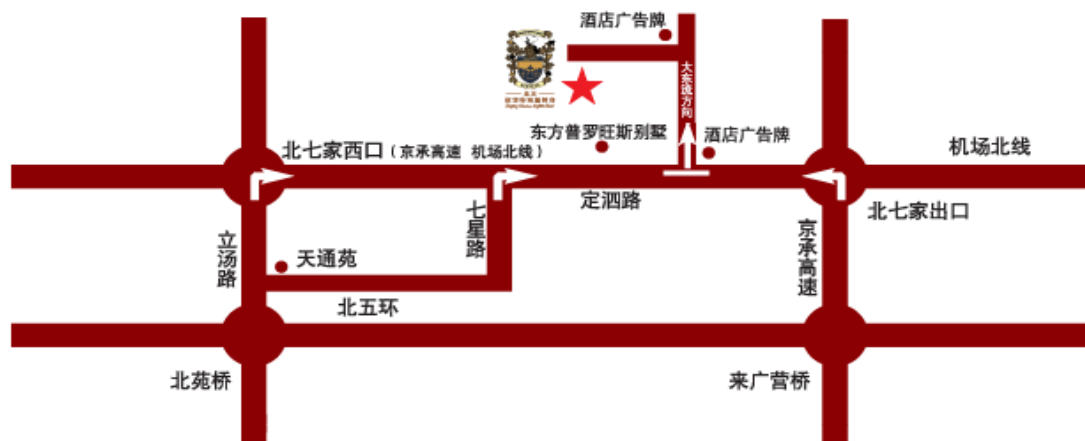 酒店广告牌
大东流方向
东方普罗旺斯别墅
酒店广告牌
北七家西口(京承高速 机场北线)
机场北线
定泗路
七星路
北七家出口
立汤路
京承高速
天通苑
北五环
北苑桥
来广营桥